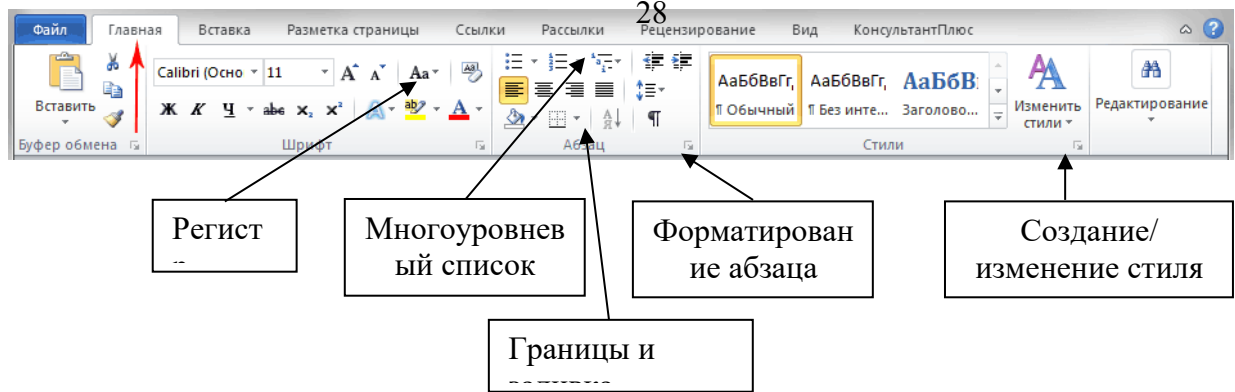 28
Файл Главная Вставка Разметка страницы Ссылки Рассылки Рецензирование Вид КонсультантПлюс
Calibri (Осно 11 Aa
Вставить
Ж К Ч abc x₂ x² A ab A
АаБбВвГг, АаБбВвГг, АаБбВ
¶ Обычный ¶ Без инте... Заголово...
Изменить
стили
Редактирование
Буфер обмена Шрифт Абзац Стили
Регист
Многоуровнев
ый список
Форматирован
ие абзаца
Создание/
изменение стиля
Границы и